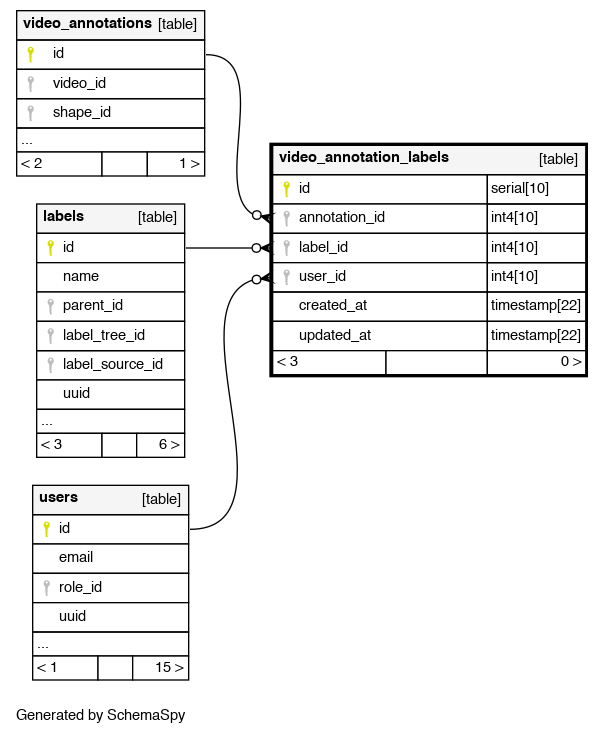 video_annotations [table]
id
video_id
shape_id
...
< 2 1 >
video_annotation_labels [table]
id serial[10]
annotation_id int4[10]
label_id int4[10]
user_id int4[10]
created_at timestamp[22]
updated_at timestamp[22]
< 3 0 >
labels [table]
id
name
parent_id
label_tree_id
label_source_id
uuid
...
< 3 6 >
users [table]
id
email
role_id
uuid
...
< 1 15 >
Generated by SchemaSpy